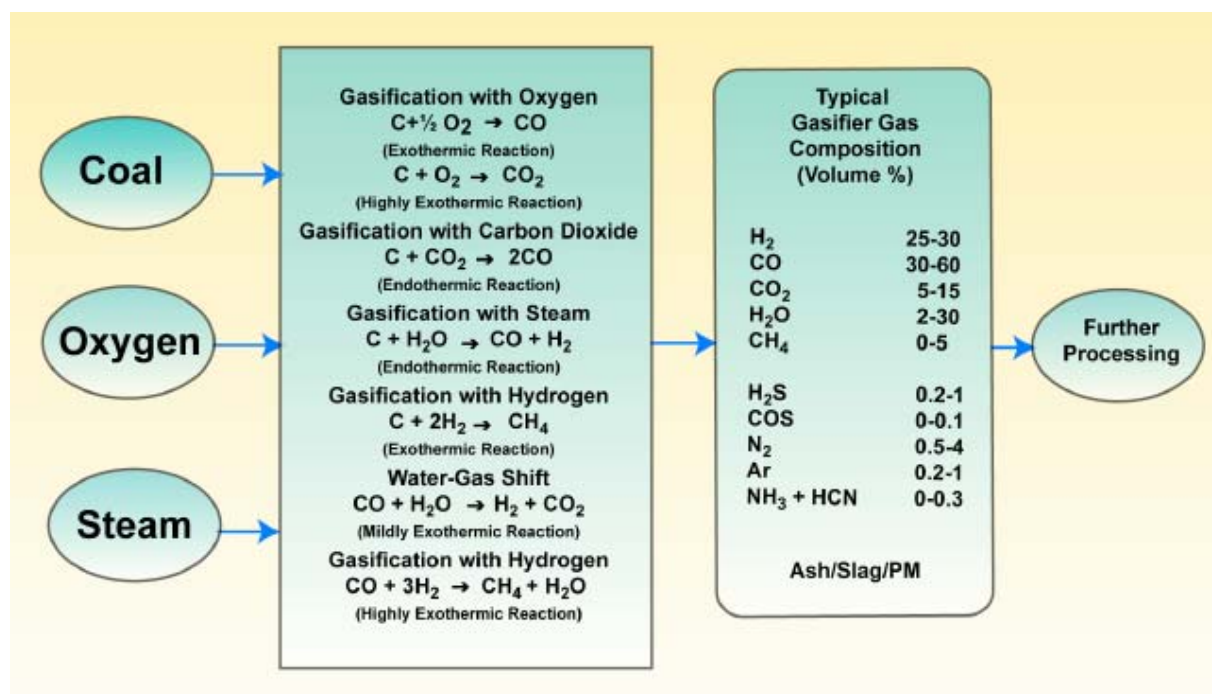 Coal
Oxygen
Steam
Gasification with Oxygen
C+½ O₂ → CO
(Exothermic Reaction)
C + O₂ → CO₂
(Highly Exothermic Reaction)
Gasification with Carbon Dioxide
C + CO₂ → 2CO
(Endothermic Reaction)
Gasification with Steam
C + H₂O → CO + H₂
(Endothermic Reaction)
Gasification with Hydrogen
C + 2H₂ → CH₄
(Exothermic Reaction)
Water-Gas Shift
CO + H₂O → H₂ + CO₂
(Mildly Exothermic Reaction)
Gasification with Hydrogen
CO + 3H₂ → CH₄ + H₂O
(Highly Exothermic Reaction)
Typical
Gasifier Gas
Composition
(Volume %)
H₂ 25-30
CO 30-60
CO₂ 5-15
H₂O 2-30
CH₄ 0-5
H₂S 0.2-1
COS 0-0.1
N₂ 0.5-4
Ar 0.2-1
NH₃ + HCN 0-0.3
Ash/Slag/PM
Further
Processing